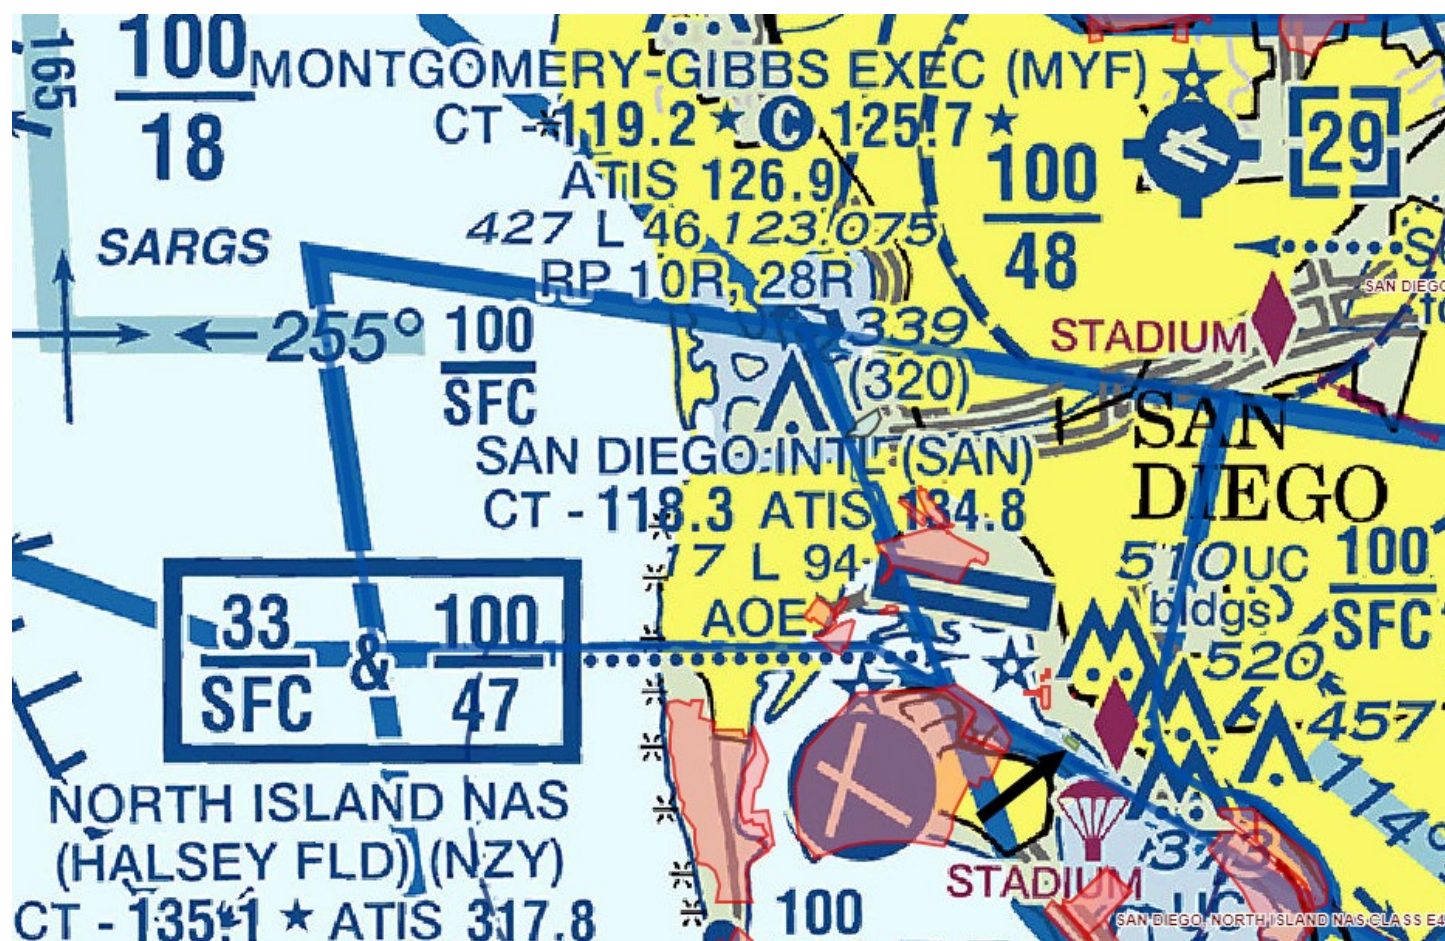 165
100
18
MONTGOMERY-GIBBS EXEC (MYF)
CT - 119.2 ★ C 125.7 ★
ATIS 126.9
427 L 46 123.075
RP 10R, 28R
100
48
29
SARGS
255°
100
SFC
339
(320)
STADIUM
SAN DIEGO
SAN
DIEGO
SAN DIEGO INTL (SAN)
CT - 118.3 ATIS 134.8
17 L 94
AOE
510 UC
bldgs
100
SFC
520
457
33
SFC
&
100
47
NORTH ISLAND NAS
(HALSEY FLD) (NZY)
CT - 135.1 ★ ATIS 317.8
114°
373
UC
STADIUM
100
SAN DIEGO, NORTH ISLAND NAS CLASS E4